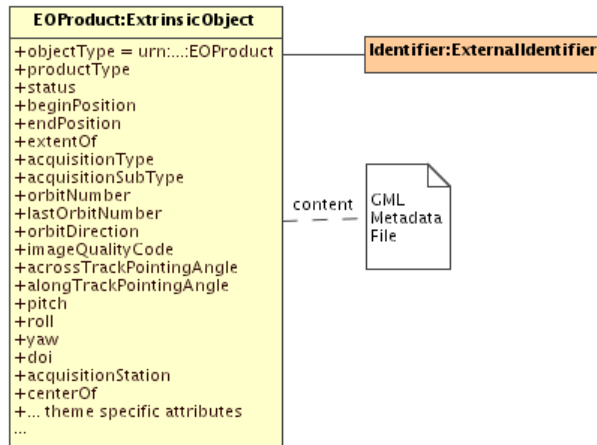 EOProduct:ExtrinsicObject
+objectType = urn:...:EOProduct
+productType
+status
+beginPosition
+endPosition
+extentOf
+acquisitionType
+acquisitionSubType
+orbitNumber
+lastOrbitNumber
+orbitDirection
+imageQualityCode
+acrossTrackPointingAngle
+alongTrackPointingAngle
+pitch
+roll
+yaw
+doi
+acquisitionStation
+centerOf
+... theme specific attributes
...
Identifier:ExternalIdentifier
content
GML
Metadata
File